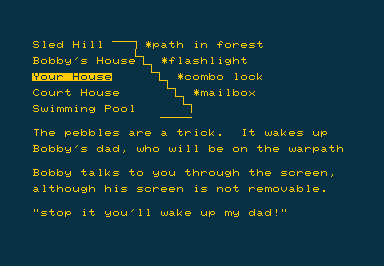 Sled Hill *path in forest
Bobby's House *flashlight
Your House *combo lock
Court House *mailbox
Swimming Pool
The pebbles are a trick. It wakes up
Bobby's dad, who will be on the warpath
Bobby talks to you through the screen,
although his screen is not removable.
"stop it you'll wake up my dad!"